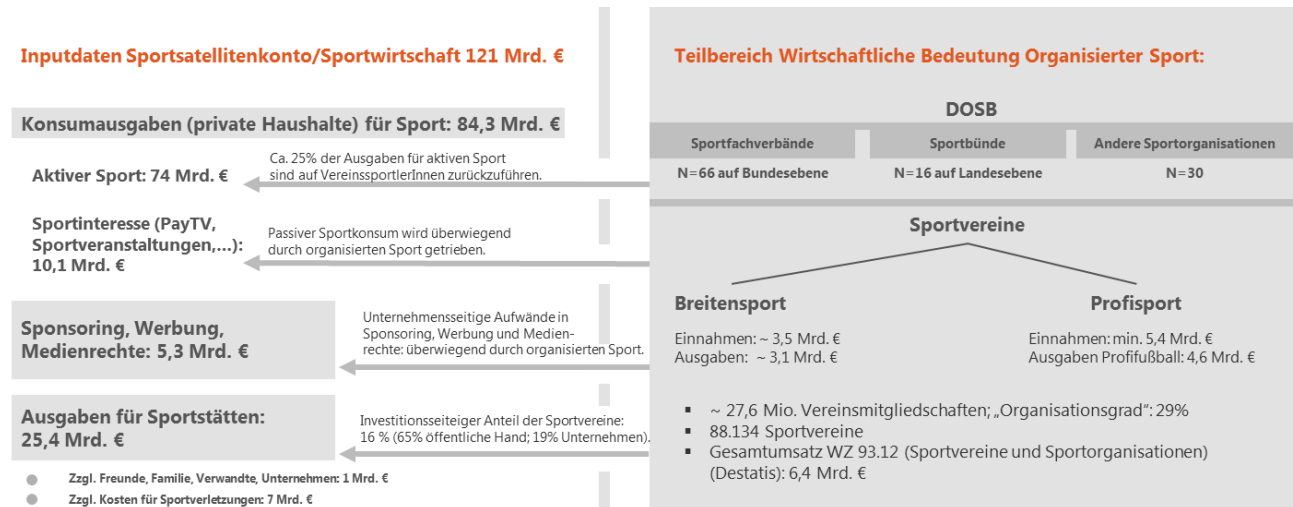 Inputdaten Sportsatellitenkonto/Sportwirtschaft 121 Mrd. €
Konsumausgaben (private Haushalte) für Sport: 84,3 Mrd. €
Aktiver Sport: 74 Mrd. €
Ca. 25% der Ausgaben für aktiven Sport
sind auf VereinssportlerInnen zurückzuführen.
Sportinteresse (PayTV,
Sportveranstaltungen,...):
10,1 Mrd. €
Passiver Sportkonsum wird überwiegend
durch organisierten Sport getrieben.
Sponsoring, Werbung,
Medienrechte: 5,3 Mrd. €
Unternehmensseitige Aufwände in
Sponsoring, Werbung und Medien-
rechte: überwiegend durch organisierten Sport.
Ausgaben für Sportstätten:
25,4 Mrd. €
Investitionsseiteiger Anteil der Sportvereine:
16 % (65% öffentliche Hand; 19% Unternehmen).
Zzgl. Freunde, Familie, Verwandte, Unternehmen: 1 Mrd. €
Zzgl. Kosten für Sportverletzungen: 7 Mrd. €
Teilbereich Wirtschaftliche Bedeutung Organisierter Sport:
DOSB
Sportfachverbände
Sportbünde
Andere Sportorganisationen
N=66 auf Bundesebene
N=16 auf Landesebene
N=30
Sportvereine
Breitensport
Profisport
Einnahmen: ~ 3,5 Mrd. €
Ausgaben: ~ 3,1 Mrd. €
Einnahmen: min. 5,4 Mrd. €
Ausgaben Profifußball: 4,6 Mrd. €
▪ ~ 27,6 Mio. Vereinsmitgliedschaften; „Organisationsgrad“: 29%
▪ 88.134 Sportvereine
▪ Gesamtumsatz WZ 93.12 (Sportvereine und Sportorganisationen)
(Destatis): 6,4 Mrd. €